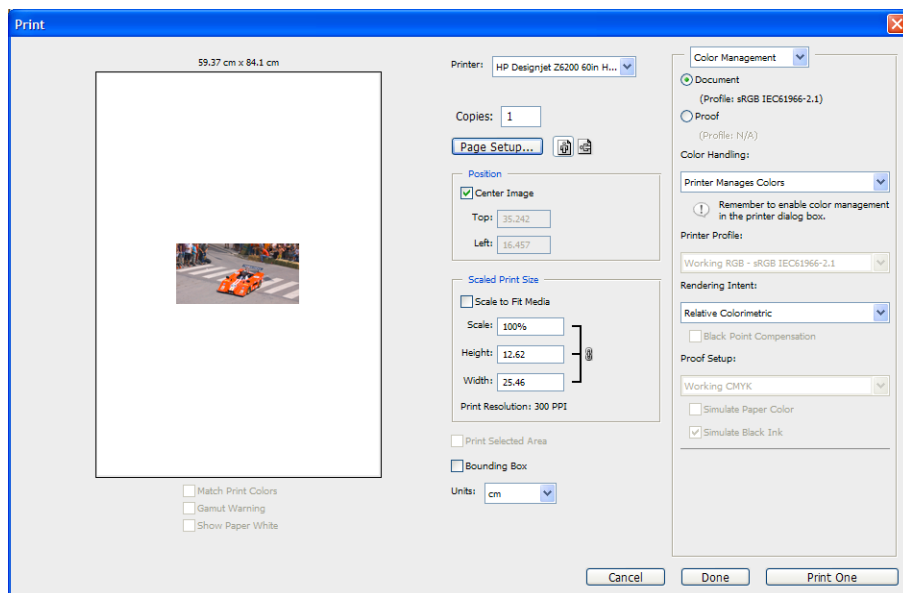 Print
59.37 cm x 84.1 cm
Match Print Colors
Gamut Warning
Show Paper White
Printer: HP Designjet Z6200 60in H...
Copies: 1
Page Setup...
Position
Center Image
Top: 35.242
Left: 16.457
Scaled Print Size
Scale to Fit Media
Scale: 100%
Height: 12.62
Width: 25.46
Print Resolution: 300 PPI
Print Selected Area
Bounding Box
Units: cm
Color Management
Document
(Profile: sRGB IEC61966-2.1)
Proof
(Profile: N/A)
Color Handling:
Printer Manages Colors
Remember to enable color management
in the printer dialog box.
Printer Profile:
Working RGB - sRGB IEC61966-2.1
Rendering Intent:
Relative Colorimetric
Black Point Compensation
Proof Setup:
Working CMYK
Simulate Paper Color
Simulate Black Ink
Cancel
Done
Print One